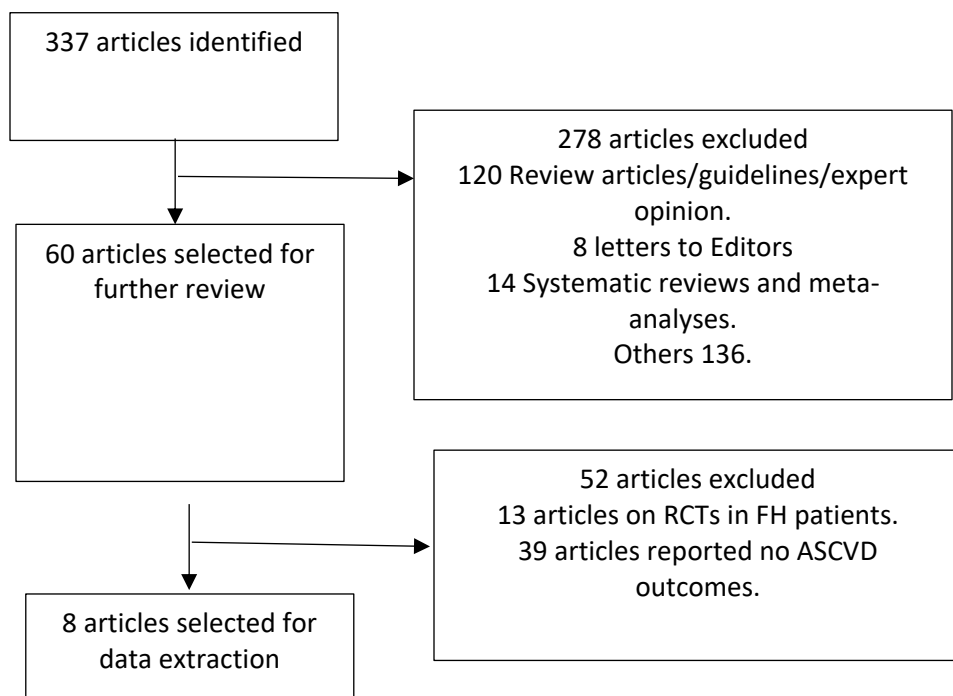 337 articles identified
278 articles excluded
120 Review articles/guidelines/expert
opinion.
8 letters to Editors
14 Systematic reviews and meta-
analyses.
Others 136.
60 articles selected for
further review
52 articles excluded
13 articles on RCTs in FH patients.
39 articles reported no ASCVD
outcomes.
8 articles selected for
data extraction